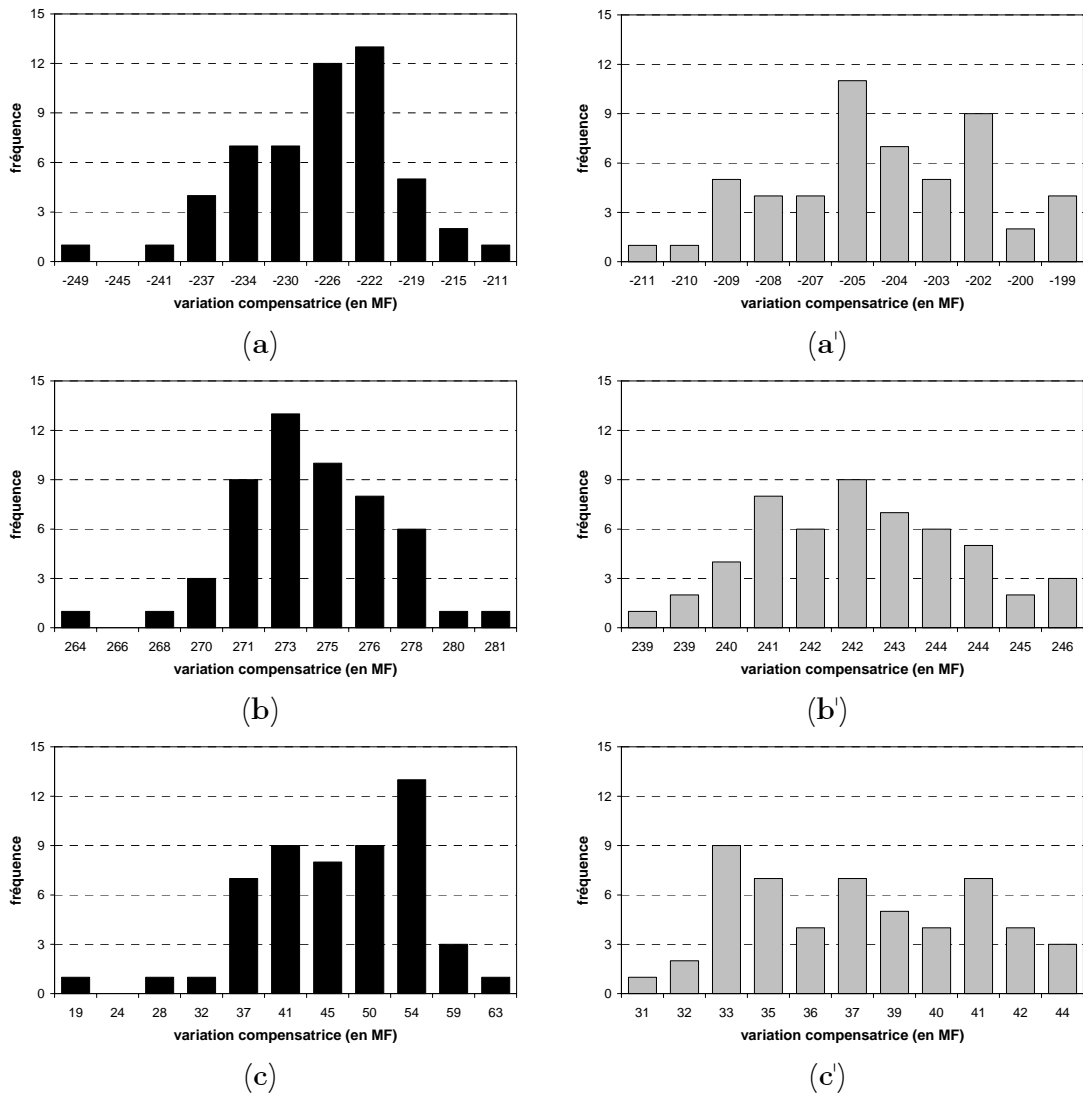 15
12
9
6
3
0
fréquence
-249 -245 -241 -237 -234 -230 -226 -222 -219 -215 -211
variation compensatrice (en MF)
(a)
15
12
9
6
3
0
fréquence
-211 -210 -209 -208 -207 -205 -204 -203 -202 -200 -199
variation compensatrice (en MF)
(a')
15
12
9
6
3
0
fréquence
264 266 268 270 271 273 275 276 278 280 281
variation compensatrice (en MF)
(b)
15
12
9
6
3
0
fréquence
239 239 240 241 242 242 243 244 244 245 246
variation compensatrice (en MF)
(b')
15
12
9
6
3
0
fréquence
19 24 28 32 37 41 45 50 54 59 63
variation compensatrice (en MF)
(c)
15
12
9
6
3
0
fréquence
31 32 33 35 36 37 39 40 41 42 44
variation compensatrice (en MF)
(c')